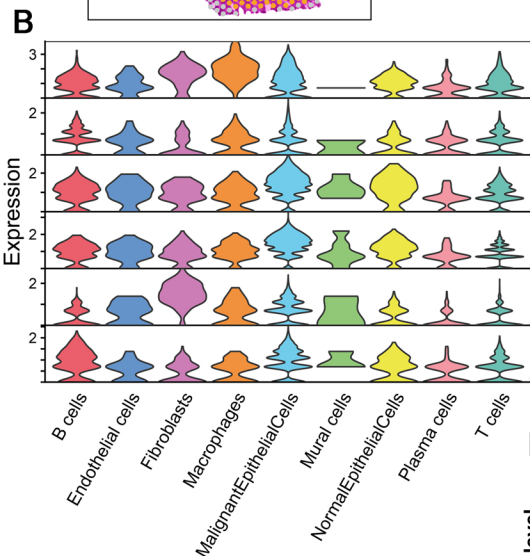 B
Expression
3
2
2
2
2
2
B cells
Endothelial cells
Fibroblasts
Macrophages
MalignantEpithelialCells
Mural cells
NormalEpithelialCells
Plasma cells
T cells